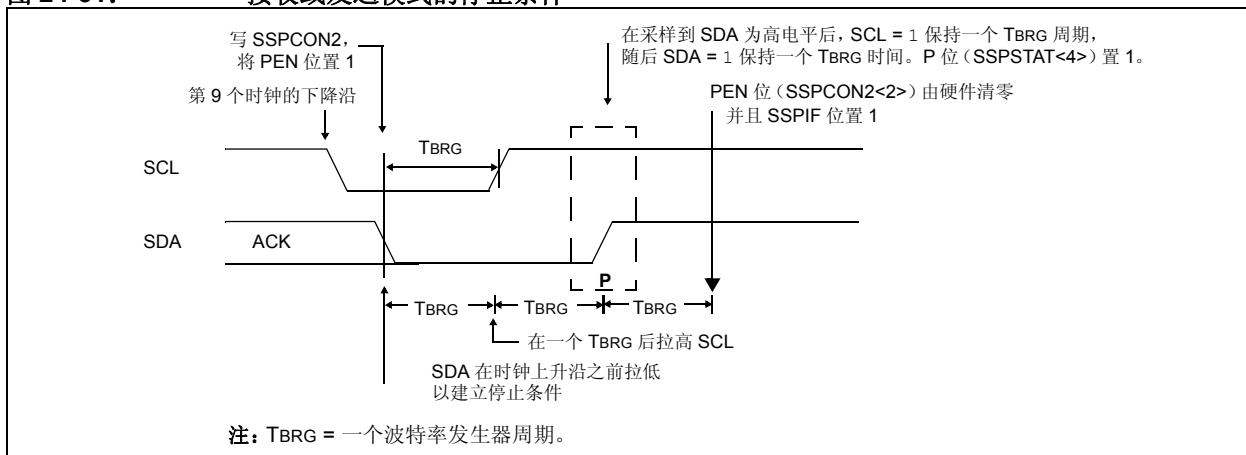 写 SSPCON2，
将 PEN 位置 1
在采样到 SDA 为高电平后，SCL = 1 保持一个 TBRG 周期，
随后 SDA = 1 保持一个 TBRG 时间。P 位（SSPSTAT<4>）置 1。
第 9 个时钟的下降沿
PEN 位（SSPCON2<2>）由硬件清零
并且 SSPIF 位置 1
TBRG
SCL
SDA
ACK
P
TBRG
TBRG
TBRG
在一个 TBRG 后拉高 SCL
SDA 在时钟上升沿之前拉低
以建立停止条件
注：TBRG = 一个波特率发生器周期。